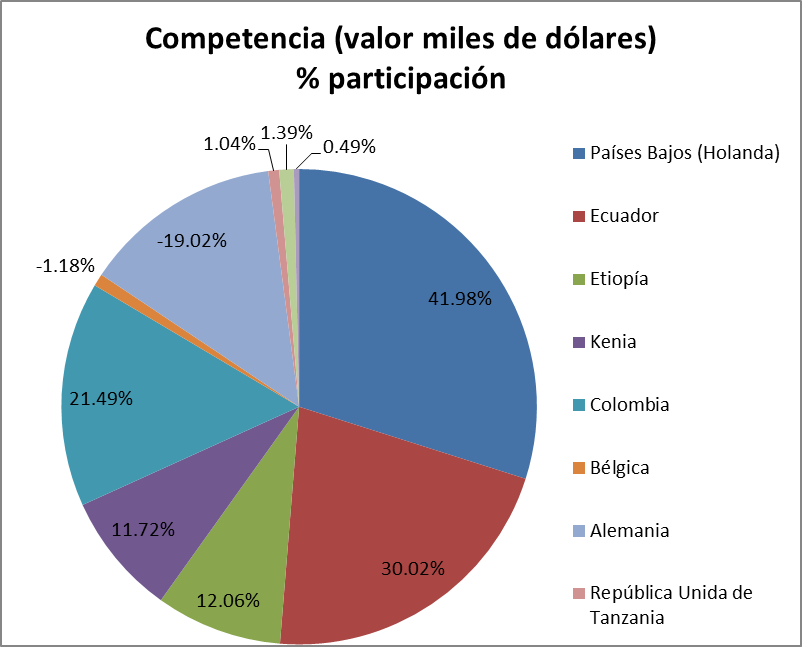 Competencia (valor miles de dólares)
% participación
1.04%
1.39%
0.49%
-19.02%
-1.18%
41.98%
21.49%
11.72%
12.06%
30.02%
Países Bajos (Holanda)
Ecuador
Etiopía
Kenia
Colombia
Bélgica
Alemania
República Unida de
Tanzania